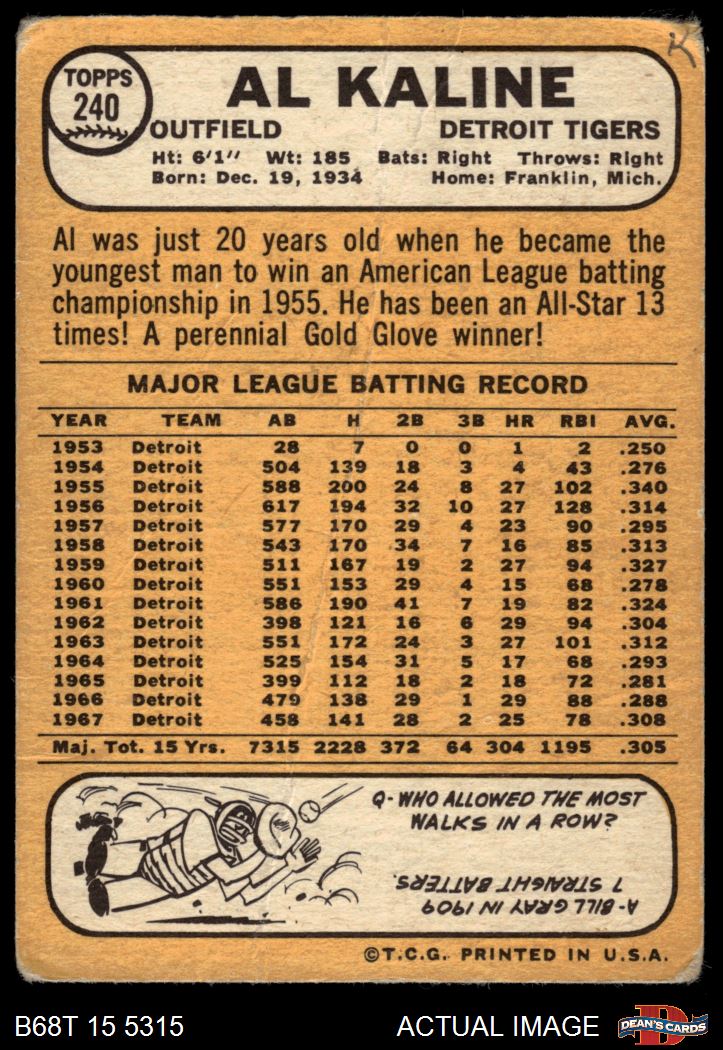 K
TOPPS
240
AL KALINE
OUTFIELD DETROIT TIGERS
Ht: 6'1" Wt: 185 Bats: Right Throws: Right
Born: Dec. 19, 1934 Home: Franklin, Mich.
Al was just 20 years old when he became the
youngest man to win an American League batting
championship in 1955. He has been an All-Star 13
times! A perennial Gold Glove winner!
MAJOR LEAGUE BATTING RECORD
YEAR TEAM AB H 2B 3B HR RBI AVG.
1953 Detroit 28 7 0 0 1 2 .250
1954 Detroit 504 139 18 3 4 43 .276
1955 Detroit 588 200 24 8 27 102 .340
1956 Detroit 617 194 32 10 27 128 .314
1957 Detroit 577 170 29 4 23 90 .295
1958 Detroit 543 170 34 7 16 85 .313
1959 Detroit 511 167 19 2 27 94 .327
1960 Detroit 551 153 29 4 15 68 .278
1961 Detroit 586 190 41 7 19 82 .324
1962 Detroit 398 121 16 6 29 94 .304
1963 Detroit 551 172 24 3 27 101 .312
1964 Detroit 525 154 31 5 17 68 .293
1965 Detroit 399 112 18 2 18 72 .281
1966 Detroit 479 138 29 1 29 88 .288
1967 Detroit 458 141 28 2 25 78 .308
Maj. Tot. 15 Yrs. 7315 2228 372 64 304 1195 .305
Q-WHO ALLOWED THE MOST
WALKS IN A ROW?
A-BILL GRAY IN 1909
7 STRAIGHT BATTERS.
©T.C.G. PRINTED IN U.S.A.
B68T 15 5315 ACTUAL IMAGE
D
DEAN'S CARDS